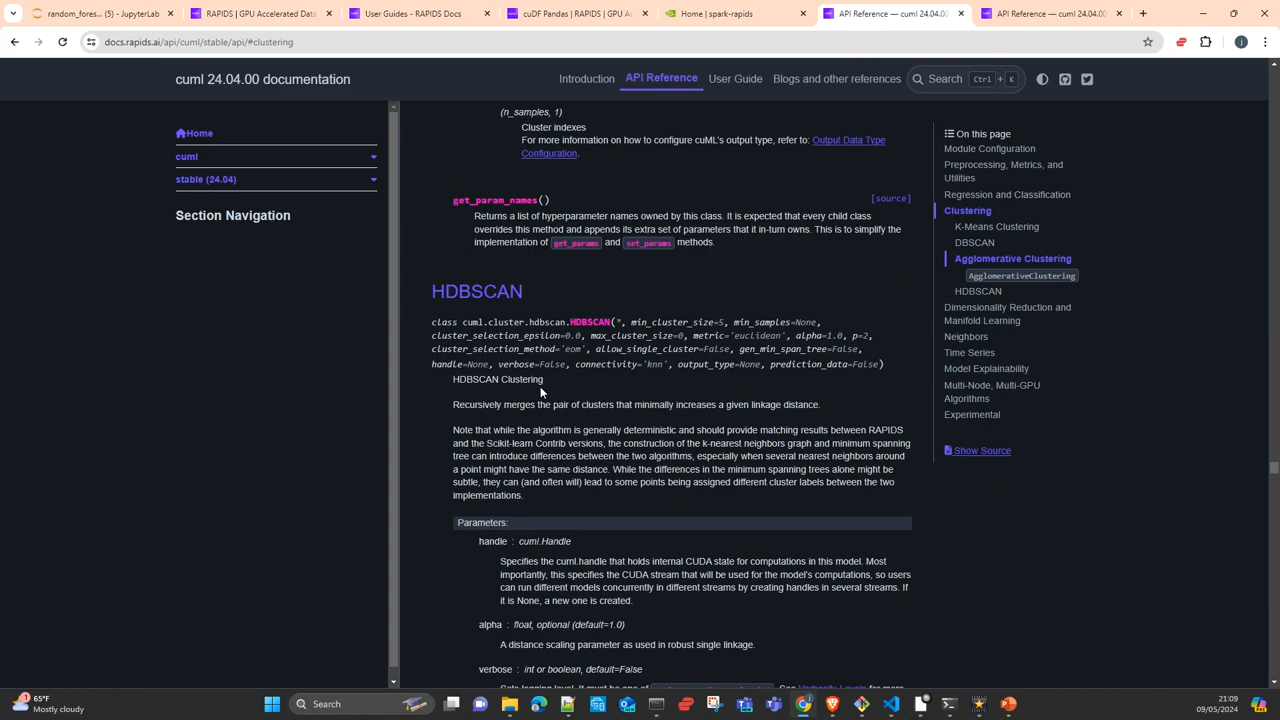 random_fores… (5) - JupyterLab
RAPIDS | GPU Accelerated Data
User Guides - RAPIDS Docs
cuDF Pandas | RAPIDS | GPU Ac
Home | spark-rapids
API Reference — cuml 24.04.00
API Reference — cuml 24.04.00
docs.rapids.ai/api/cuml/stable/api/#clustering
cuml 24.04.00 documentation
Introduction
API Reference
User Guide
Blogs and other references
Search
Ctrl + K
Home
cuml
stable (24.04)
Section Navigation
(n_samples, 1)
Cluster indexes
For more information on how to configure cuML's output type, refer to: Output Data Type
Configuration.
get_param_names()
[source]
Returns a list of hyperparameter names owned by this class. It is expected that every child class
overrides this method and appends its extra set of parameters that it in-turn owns. This is to simplify the
implementation of get_params and set_params methods.
HDBSCAN
class cuml.cluster.hdbscan.HDBSCAN(*, min_cluster_size=5, min_samples=None,
cluster_selection_epsilon=0.0, max_cluster_size=0, metric='euclidean', alpha=1.0, p=2,
cluster_selection_method='eom', allow_single_cluster=False, gen_min_span_tree=False,
handle=None, verbose=False, connectivity='knn', output_type=None, prediction_data=False)
HDBSCAN Clustering
Recursively merges the pair of clusters that minimally increases a given linkage distance.
Note that while the algorithm is generally deterministic and should provide matching results between RAPIDS
and the Scikit-learn Contrib versions, the construction of the k-nearest neighbors graph and minimum spanning
tree can introduce differences between the two algorithms, especially when several nearest neighbors around
a point might have the same distance. While the differences in the minimum spanning trees alone might be
subtle, they can (and often will) lead to some points being assigned different cluster labels between the two
implementations.
Parameters:
handle : cuml.Handle
Specifies the cuml.handle that holds internal CUDA state for computations in this model. Most
importantly, this specifies the CUDA stream that will be used for the model's computations, so users
can run different models concurrently in different streams by creating handles in several streams. If
it is None, a new one is created.
alpha : float, optional (default=1.0)
A distance scaling parameter as used in robust single linkage.
verbose : int or boolean, default=False
On this page
Module Configuration
Preprocessing, Metrics, and
Utilities
Regression and Classification
Clustering
K-Means Clustering
DBSCAN
Agglomerative Clustering
AgglomerativeClustering
HDBSCAN
Dimensionality Reduction and
Manifold Learning
Neighbors
Time Series
Model Explainability
Multi-Node, Multi-GPU
Algorithms
Experimental
Show Source
1
65°F
Mostly cloudy
Search
21:09
09/05/2024